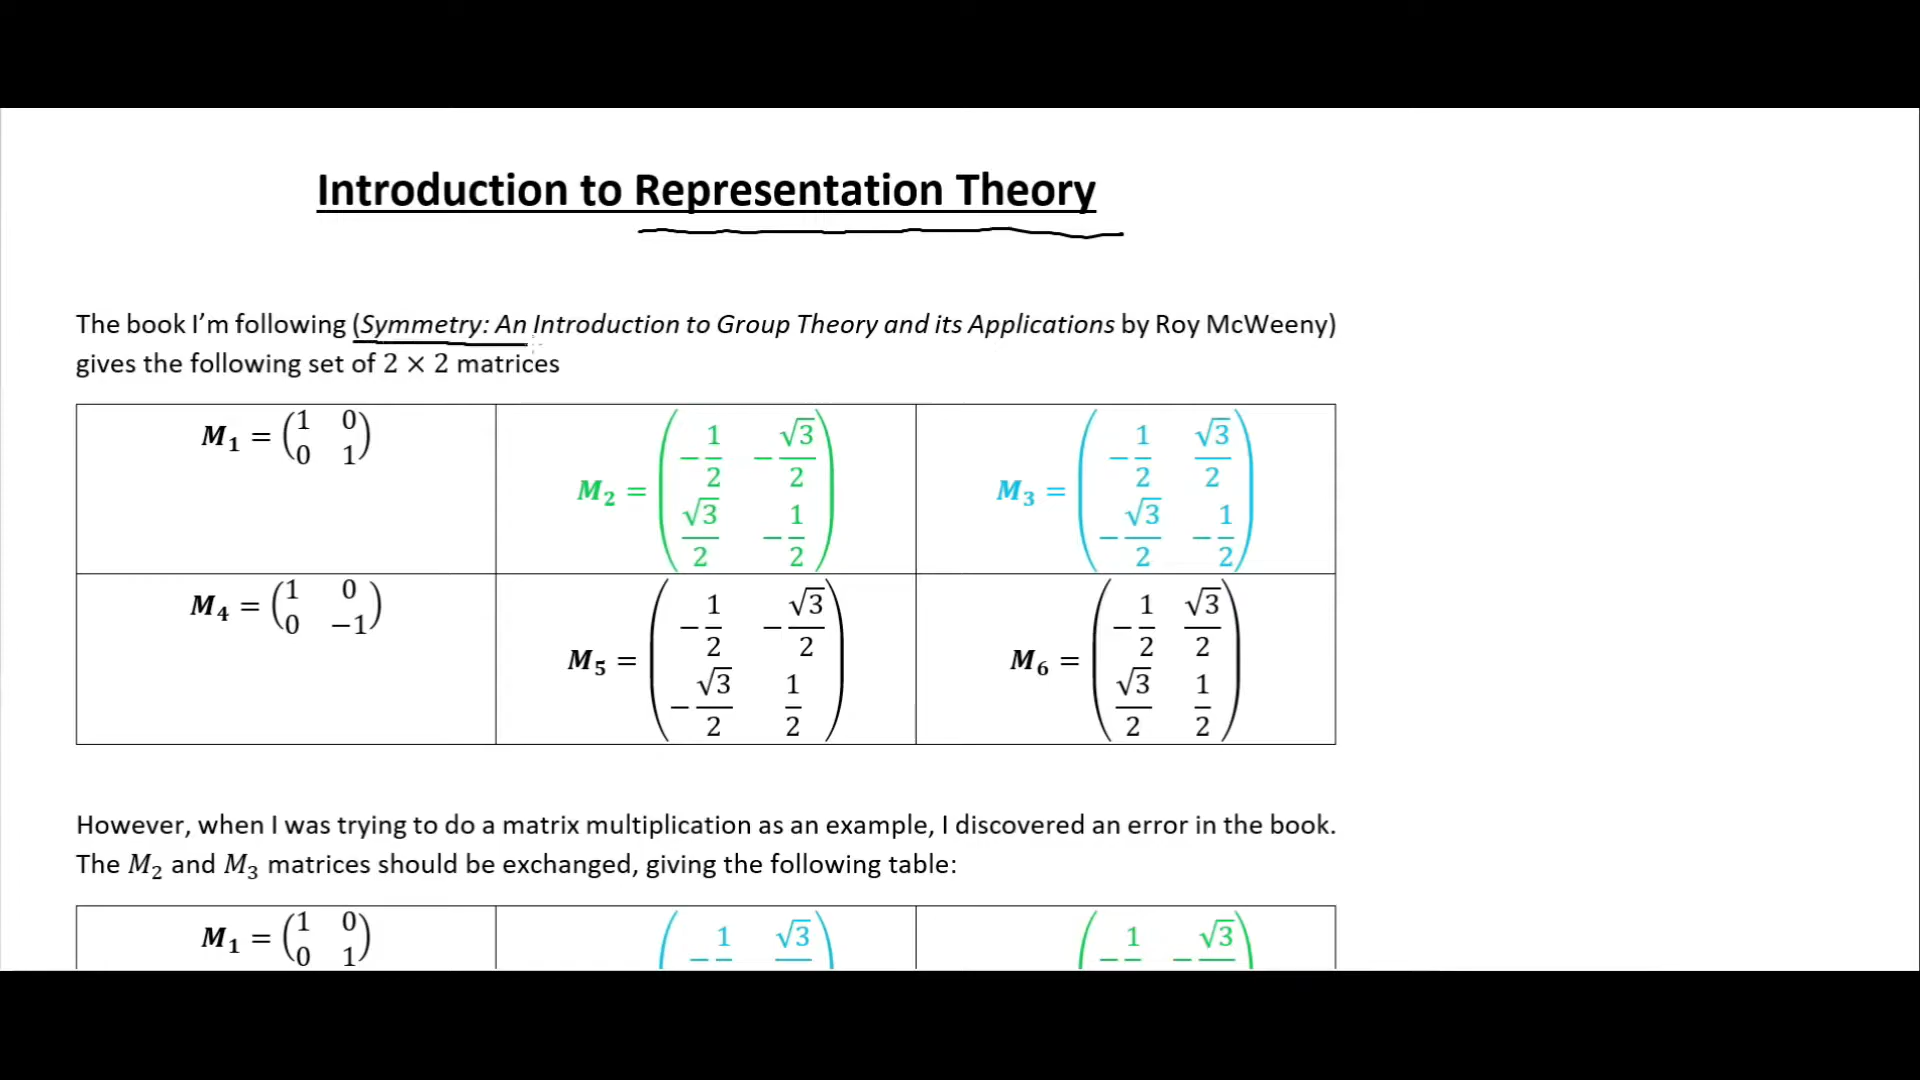 Introduction to Representation Theory
The book I'm following (Symmetry: An Introduction to Group Theory and its Applications by Roy McWeeny)
gives the following set of 2 × 2 matrices
M₁ = (1 0; 0 1)
M₂ = (−1/2 −√3/2; √3/2 −1/2)
M₃ = (−1/2 √3/2; −√3/2 −1/2)
M₄ = (1 0; 0 −1)
M₅ = (−1/2 −√3/2; −√3/2 1/2)
M₆ = (−1/2 √3/2; √3/2 1/2)
However, when I was trying to do a matrix multiplication as an example, I discovered an error in the book.
The M₂ and M₃ matrices should be exchanged, giving the following table:
M₁ = (1 0; 0 1)
−1 √3
−1 −√3